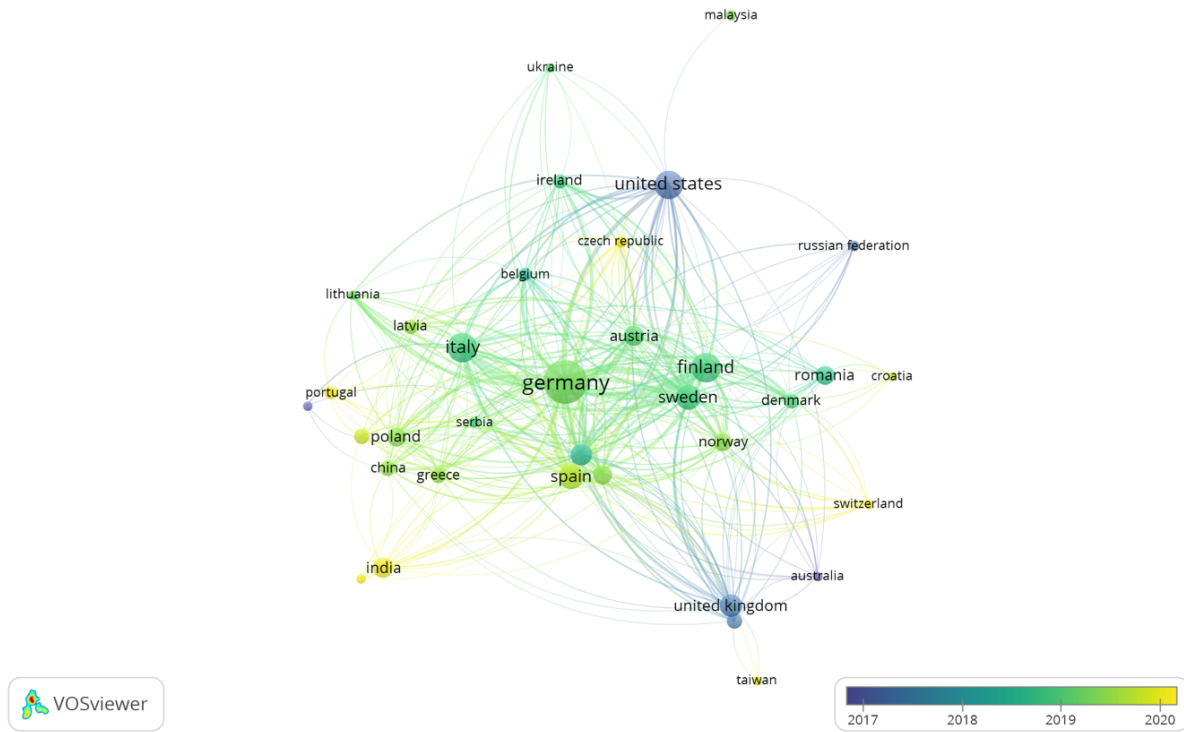 malaysia
ukraine
ireland
united states
czech republic
russian federation
belgium
lithuania
latvia
austria
italy
finland
romania
croatia
germany
portugal
sweden
denmark
serbia
poland
norway
china
greece
spain
switzerland
india
australia
united kingdom
taiwan
VOSviewer
2017 2018 2019 2020